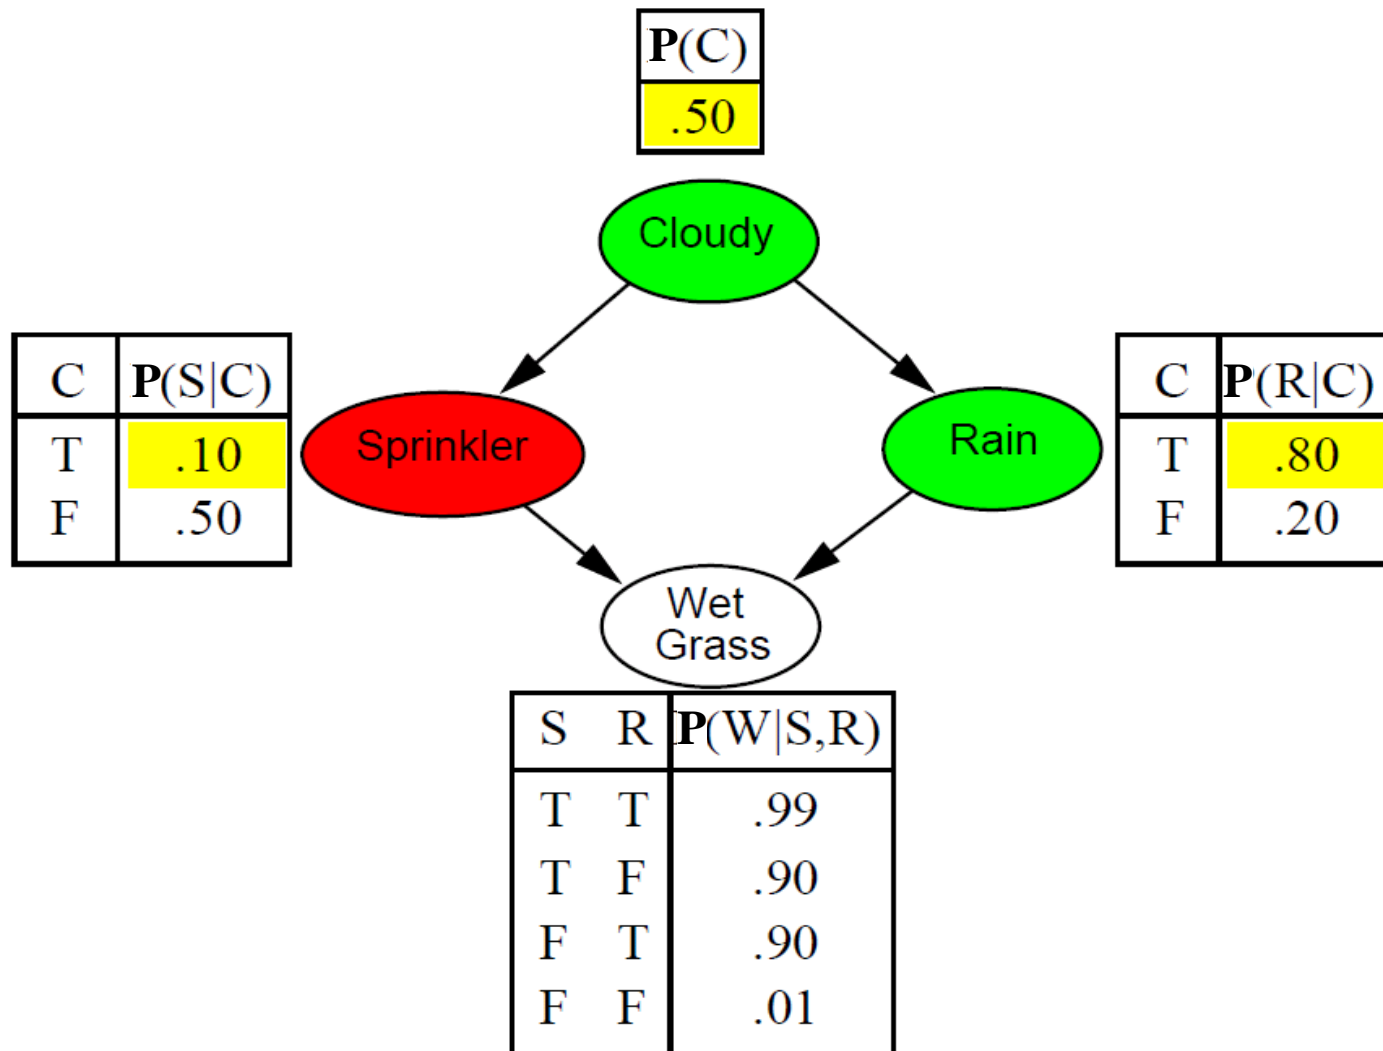 P(C)
.50
Cloudy
C P(S|C)
T .10
F .50
Sprinkler
Rain
C P(R|C)
T .80
F .20
Wet
Grass
S R P(W|S,R)
T T .99
T F .90
F T .90
F F .01